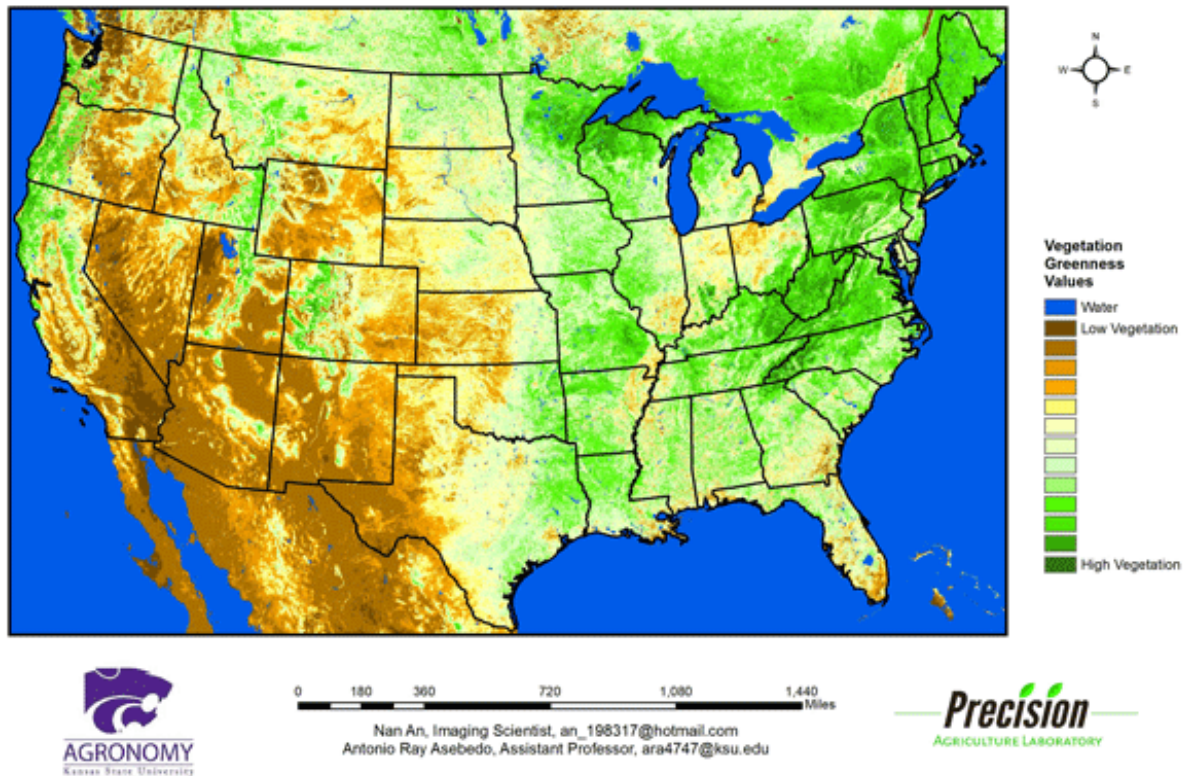 N
W E
S
Vegetation
Greenness
Values
Water
Low Vegetation
High Vegetation
0 180 360 720 1,080 1,440
Miles
Nan An, Imaging Scientist, an_198317@hotmail.com
Antonio Ray Asebedo, Assistant Professor, ara4747@ksu.edu
AGRONOMY
Kansas State University
Precision
AGRICULTURE LABORATORY